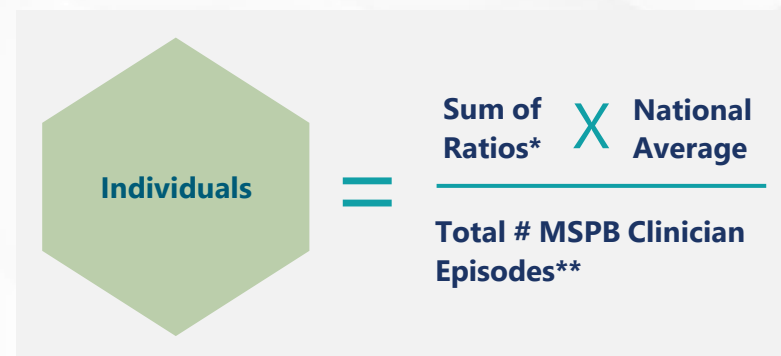 Individuals
=
Sum of
Ratios*
X
National
Average
Total # MSPB Clinician
Episodes**